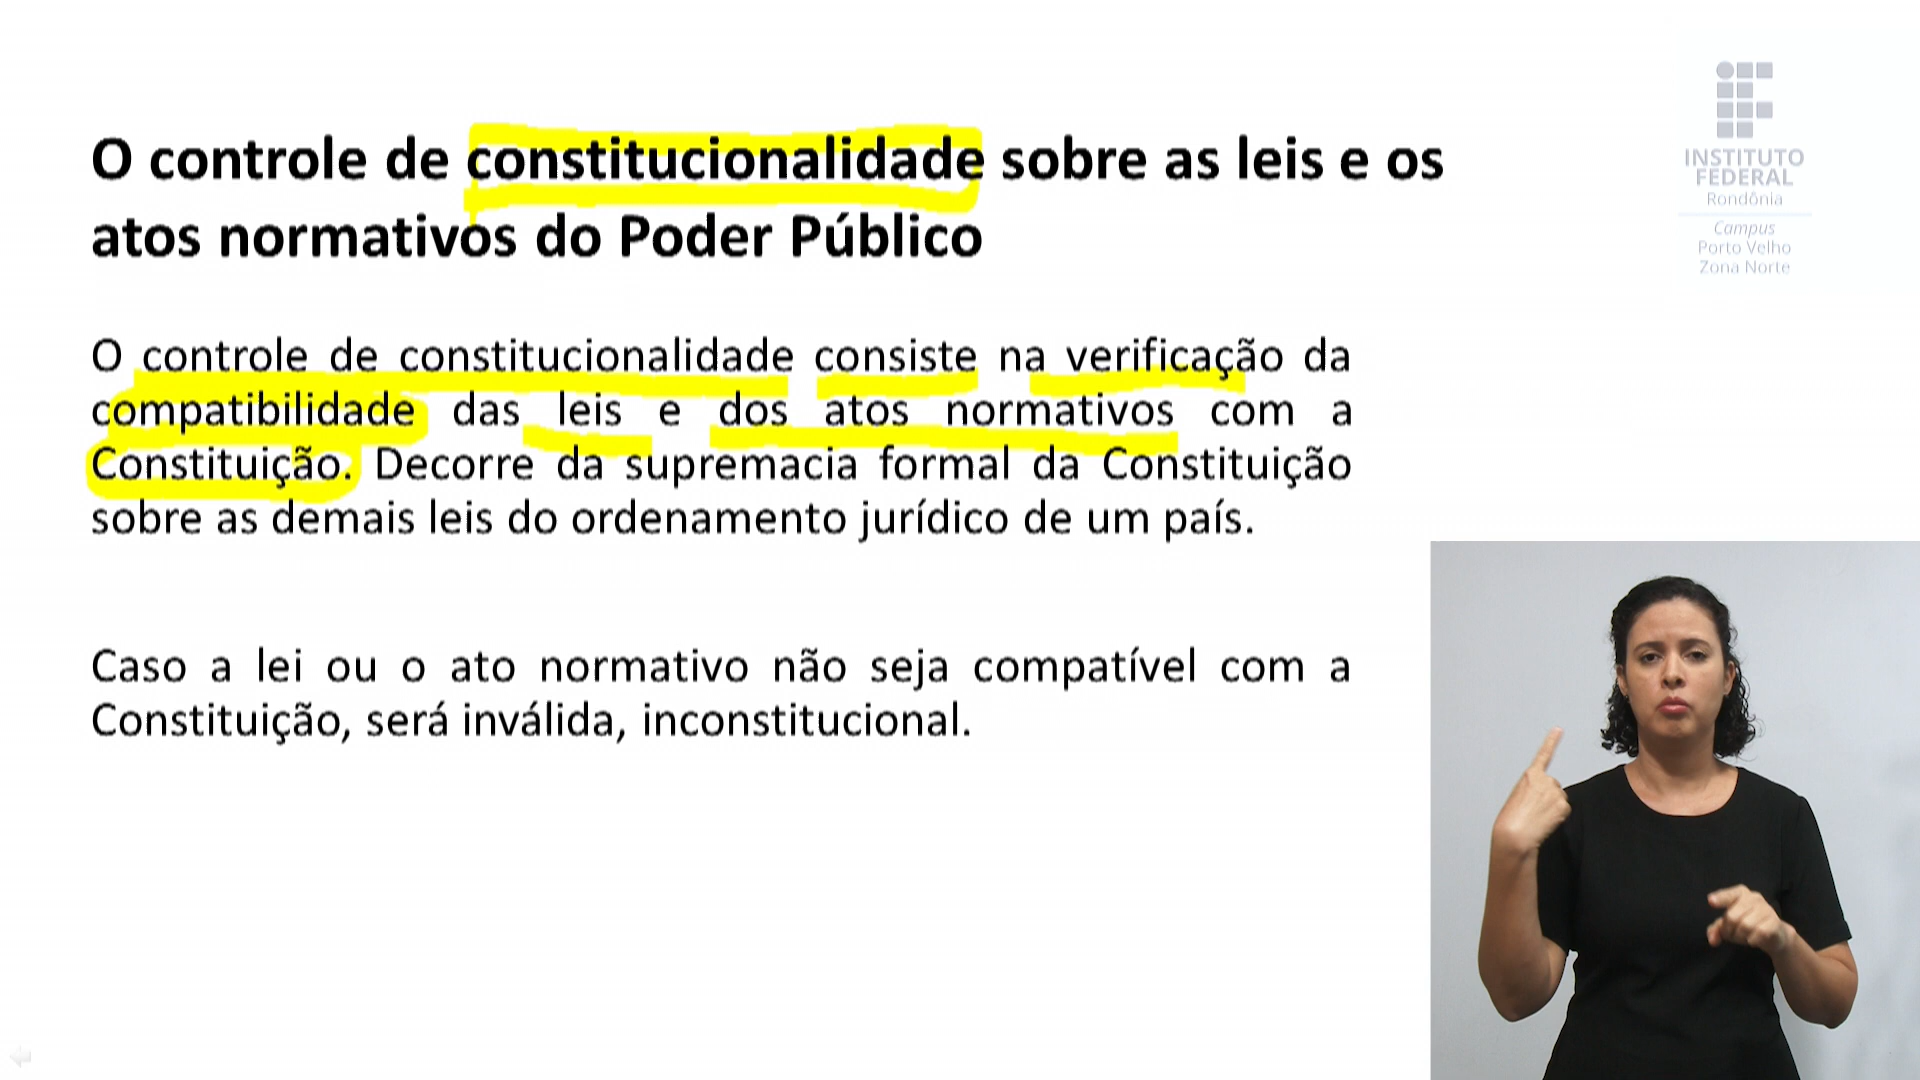 O controle de constitucionalidade sobre as leis e os
atos normativos do Poder Público
O controle de constitucionalidade consiste na verificação da
compatibilidade das leis e dos atos normativos com a
Constituição. Decorre da supremacia formal da Constituição
sobre as demais leis do ordenamento jurídico de um país.
Caso a lei ou o ato normativo não seja compatível com a
Constituição, será inválida, inconstitucional.
INSTITUTO
FEDERAL
Rondônia
Campus
Porto Velho
Zona Norte